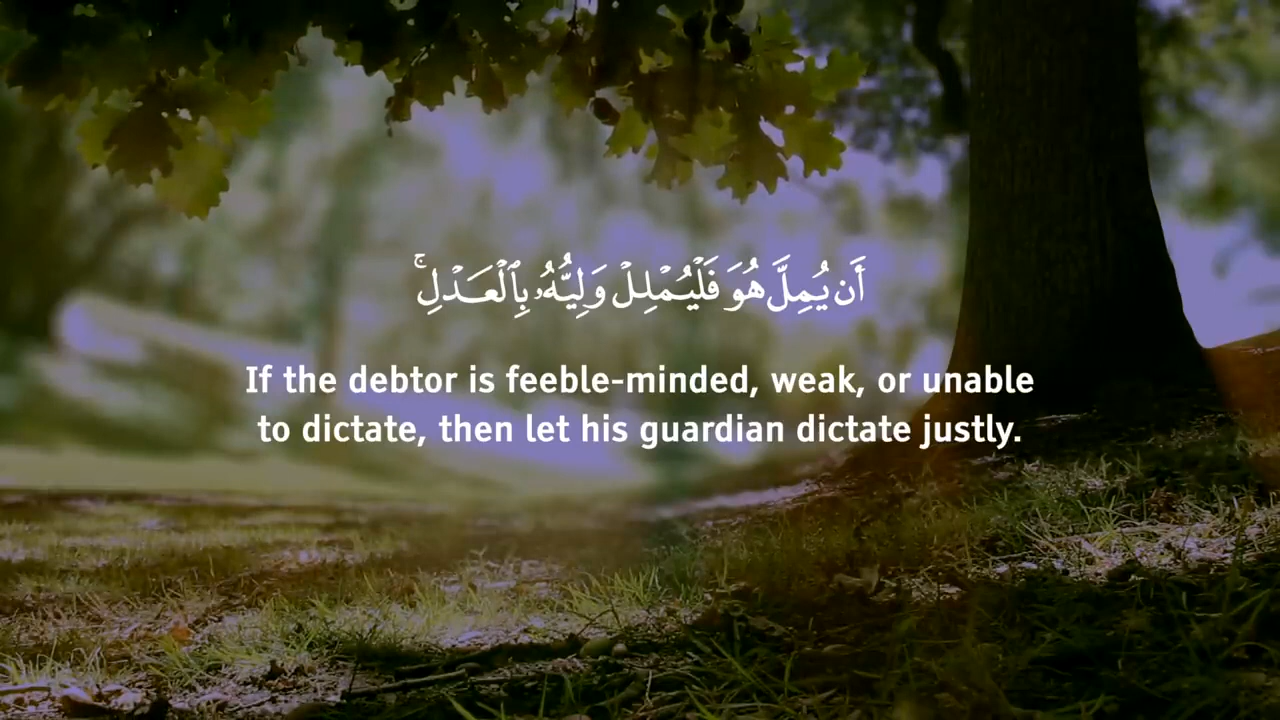 أَن يُمِلَّ هُوَ فَلْيُمْلِلْ وَلِيُّهُۥ بِٱلْعَدْلِ ۚ
If the debtor is feeble-minded, weak, or unable
to dictate, then let his guardian dictate justly.